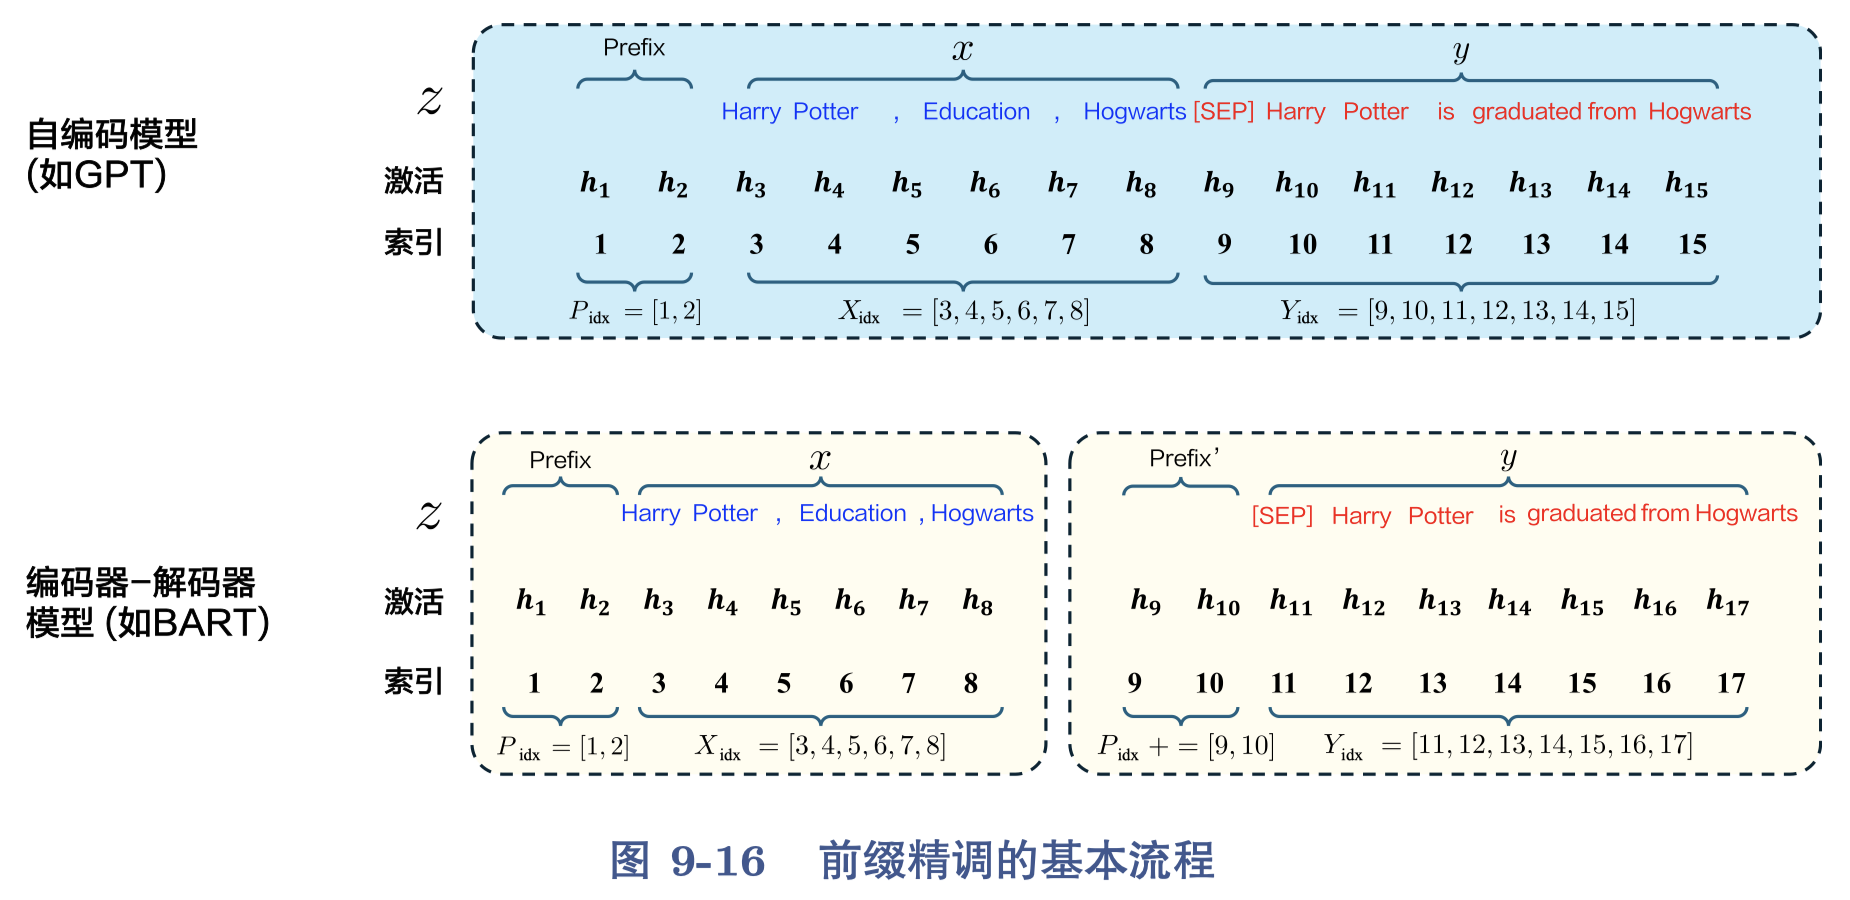 Prefix x y
z Harry Potter , Education , Hogwarts [SEP] Harry Potter is graduated from Hogwarts
自编码模型
(如GPT)
激活 h₁ h₂ h₃ h₄ h₅ h₆ h₇ h₈ h₉ h₁₀ h₁₁ h₁₂ h₁₃ h₁₄ h₁₅
索引 1 2 3 4 5 6 7 8 9 10 11 12 13 14 15
P_idx = [1, 2] X_idx = [3, 4, 5, 6, 7, 8] Y_idx = [9, 10, 11, 12, 13, 14, 15]
Prefix x Prefix' y
z Harry Potter , Education , Hogwarts [SEP] Harry Potter is graduated from Hogwarts
编码器-解码器
模型 (如BART)
激活 h₁ h₂ h₃ h₄ h₅ h₆ h₇ h₈ h₉ h₁₀ h₁₁ h₁₂ h₁₃ h₁₄ h₁₅ h₁₆ h₁₇
索引 1 2 3 4 5 6 7 8 9 10 11 12 13 14 15 16 17
P_idx = [1, 2] X_idx = [3, 4, 5, 6, 7, 8] P_idx + = [9, 10] Y_idx = [11, 12, 13, 14, 15, 16, 17]
图 9-16 前缀精调的基本流程